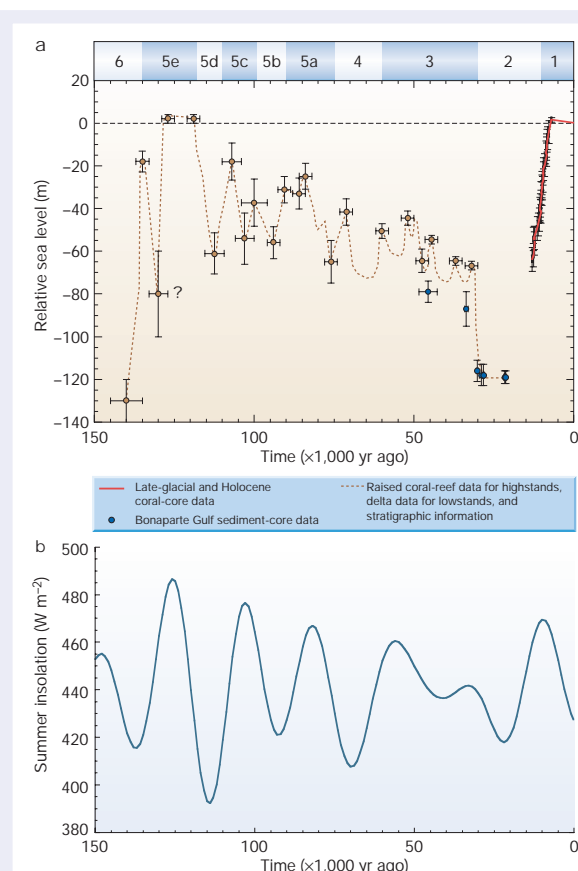 a
6 5e 5d 5c 5b 5a 4 3 2 1
20
0
−20
−40
−60
−80
−100
−120
−140
Relative sea level (m)
?
150 100 50 0
Time (×1,000 yr ago)
Late-glacial and Holocene
coral-core data
Bonaparte Gulf sediment-core data
Raised coral-reef data for highstands,
delta data for lowstands, and
stratigraphic information
b
500
480
460
440
420
400
380
Summer insolation (W m⁻²)
150 100 50 0
Time (×1,000 yr ago)